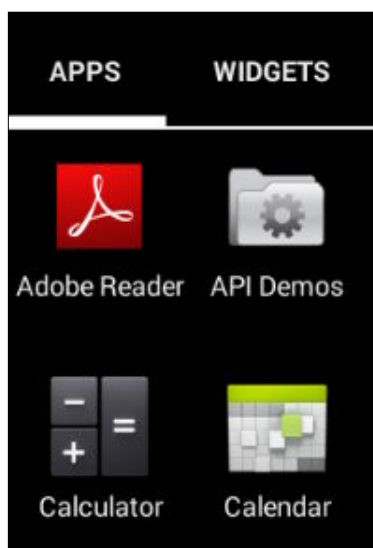 APPS WIDGETS
Adobe Reader API Demos
− =
+
Calculator Calendar